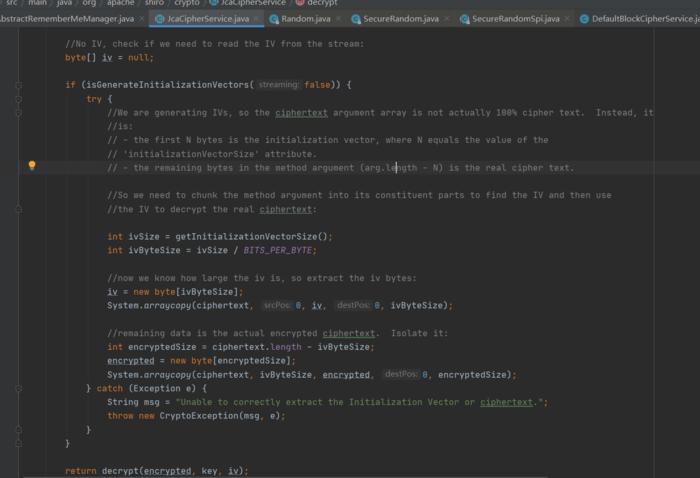 src main java org apache shiro crypto JcaCipherService.java decrypt
bstractRememberMeManager.java JcaCipherService.java Random.java SecureRandom.java SecureRandomSpi.java DefaultBlockCipherService.ja
//No IV, check if we need to read the IV from the stream:
byte[] iv = null;
if (isGenerateInitializationVectors( streaming: false)) {
try {
//We are generating IVs, so the ciphertext argument array is not actually 100% cipher text.  Instead, it
//is:
// - the first N bytes is the initialization vector, where N equals the value of the
// 'initializationVectorSize' attribute.
// - the remaining bytes in the method argument (arg.length - N) is the real cipher text.
//So we need to chunk the method argument into its constituent parts to find the IV and then use
//the IV to decrypt the real ciphertext:
int ivSize = getInitializationVectorSize();
int ivByteSize = ivSize / BITS_PER_BYTE;
//now we know how large the iv is, so extract the iv bytes:
iv = new byte[ivByteSize];
System.arraycopy(ciphertext, srcPos: 0, iv, destPos: 0, ivByteSize);
//remaining data is the actual encrypted ciphertext.  Isolate it:
int encryptedSize = ciphertext.length - ivByteSize;
encrypted = new byte[encryptedSize];
System.arraycopy(ciphertext, ivByteSize, encrypted, destPos: 0, encryptedSize);
} catch (Exception e) {
String msg = "Unable to correctly extract the Initialization Vector or ciphertext.";
throw new CryptoException(msg, e);
}
}
return decrypt(encrypted, key, iv);